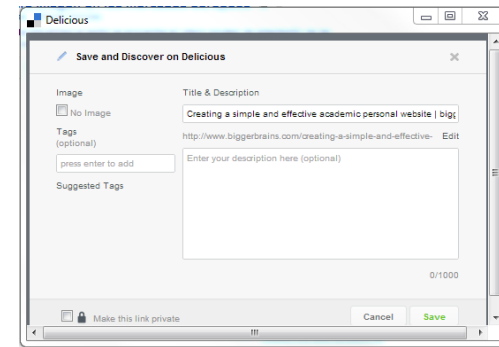 Delicious
Save and Discover on Delicious
Image
Title & Description
No Image
Creating a simple and effective academic personal website | bigg
Tags
(optional)
http://www.biggerbrains.com/creating-a-simple-and-effective- Edit
press enter to add
Enter your description here (optional)
Suggested Tags
0/1000
Make this link private
Cancel
Save